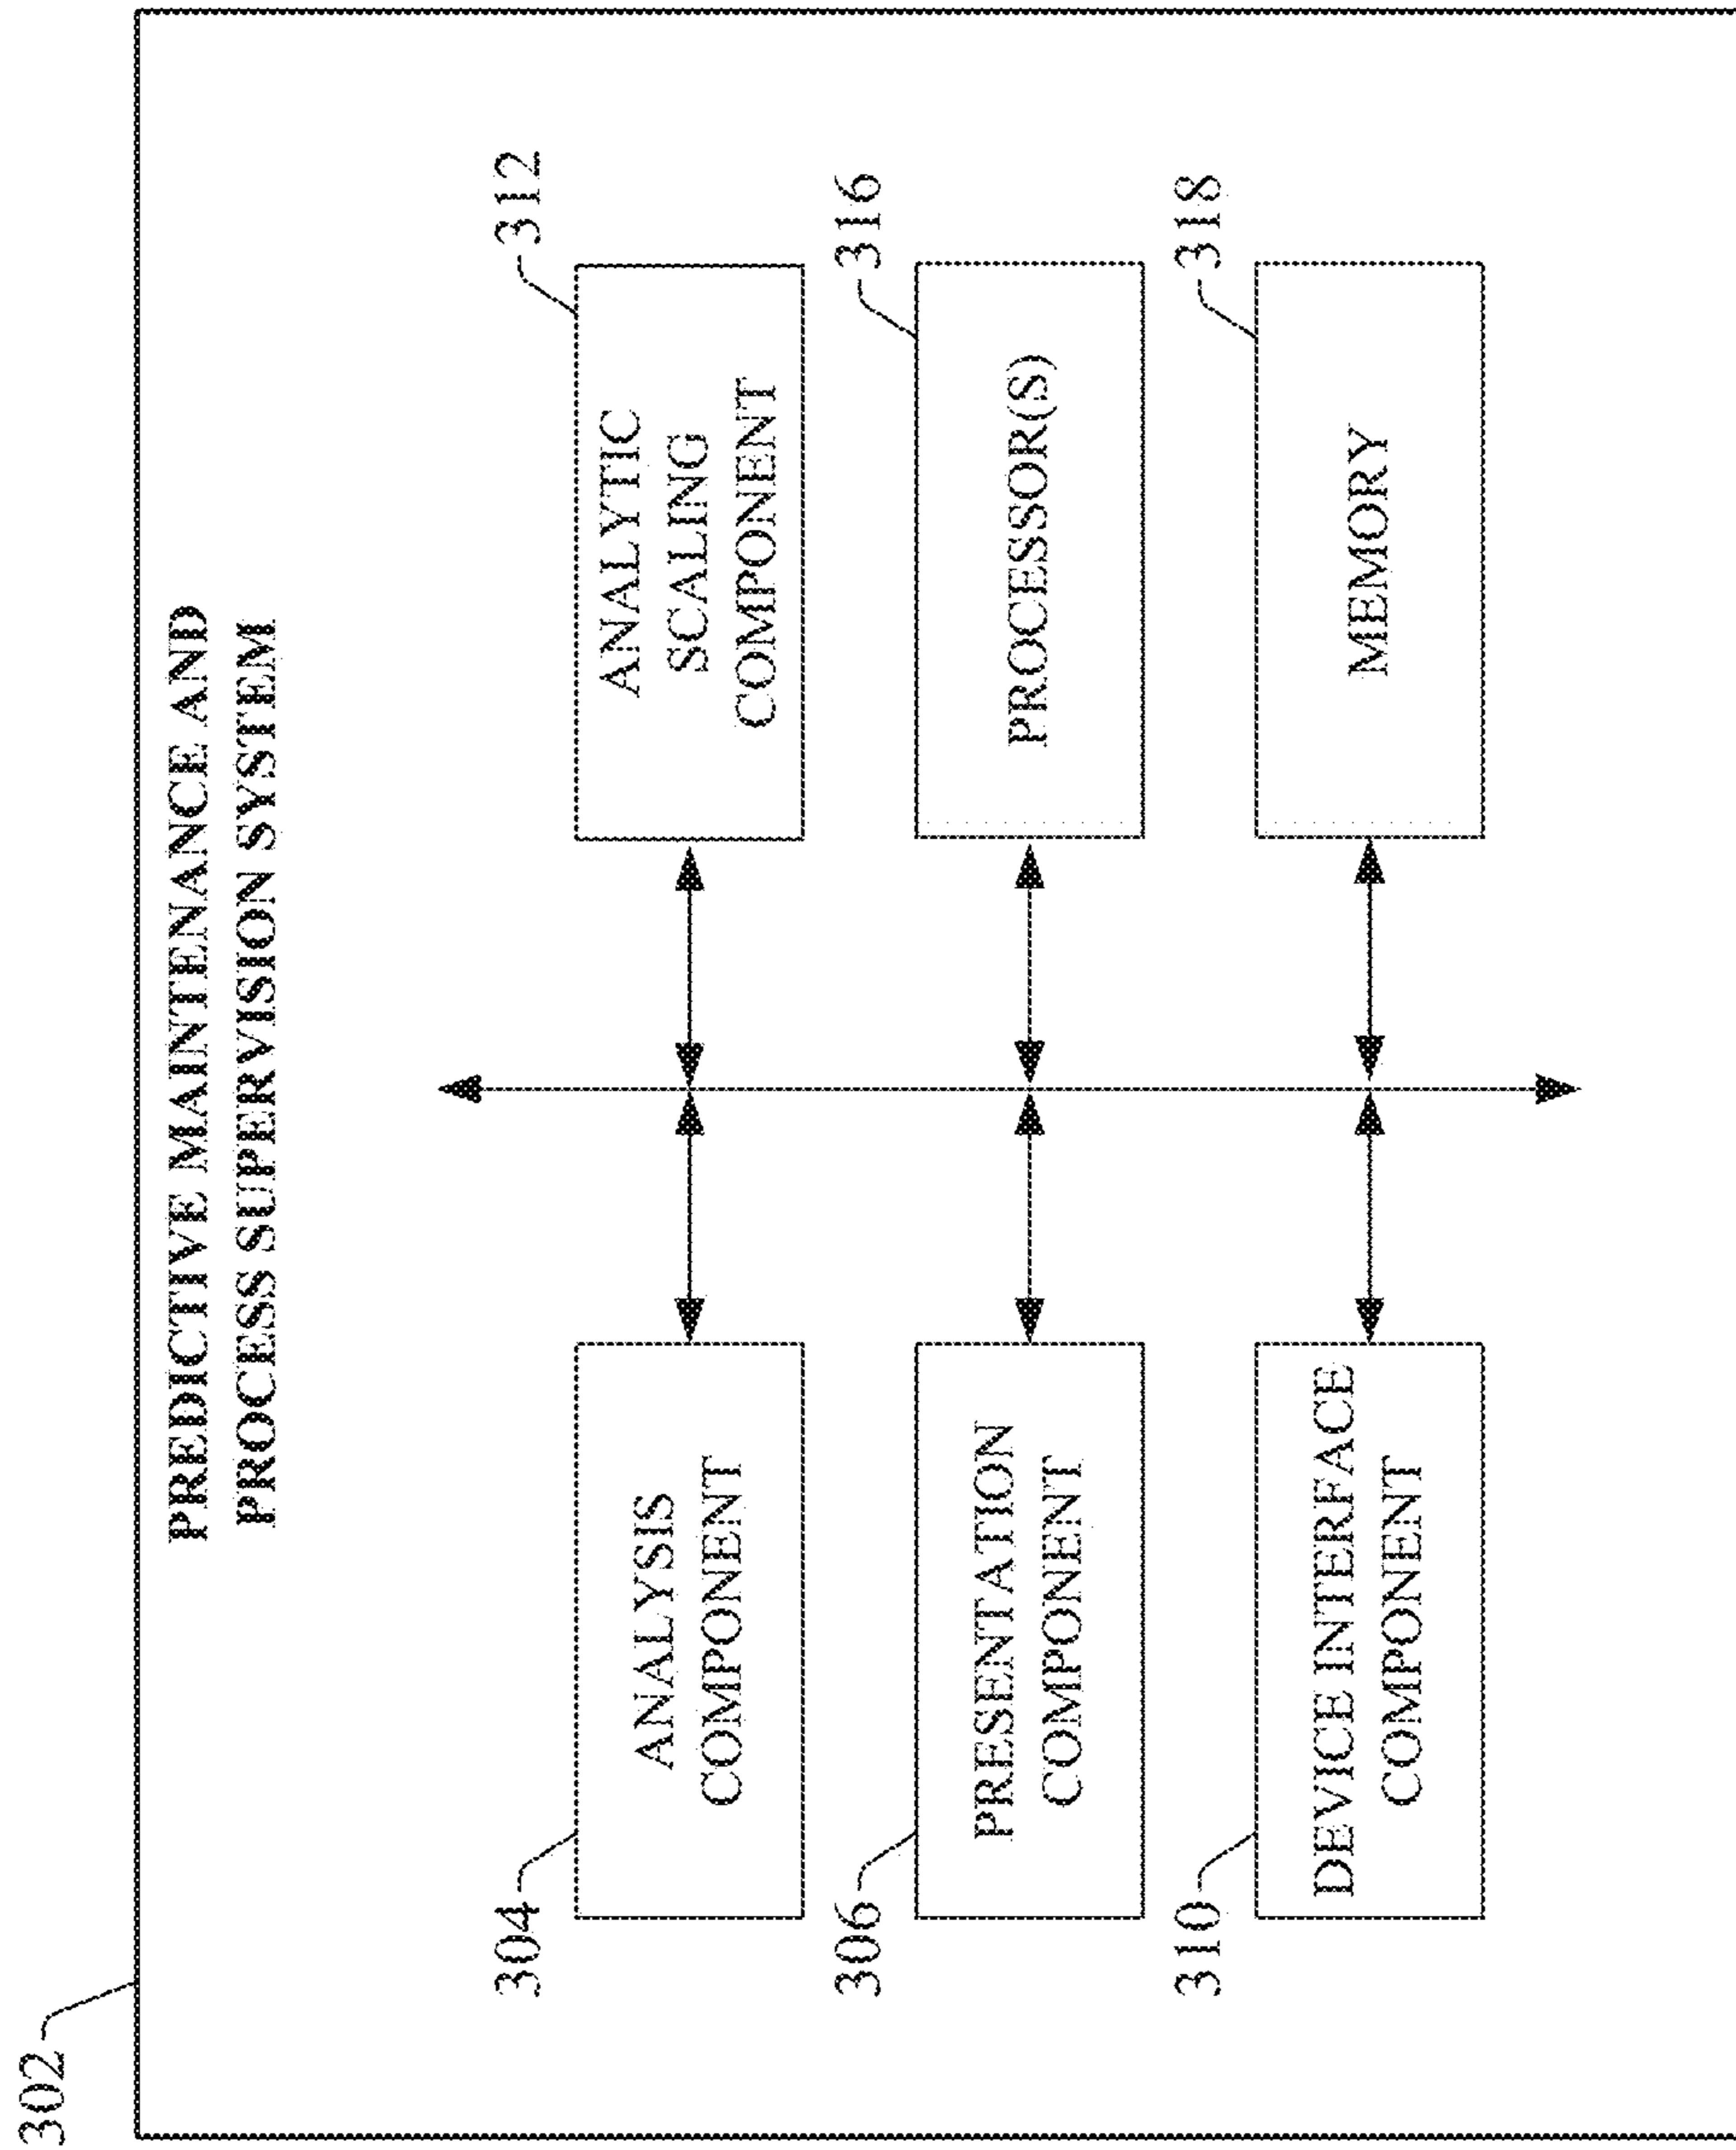 302
PREDICTIVE MAINTENANCE AND
PROCESS SUPERVISION SYSTEM
304
ANALYSIS
COMPONENT
312
ANALYTIC
SCALING
COMPONENT
306
PRESENTATION
COMPONENT
316
PROCESSOR(S)
310
DEVICE INTERFACE
COMPONENT
318
MEMORY